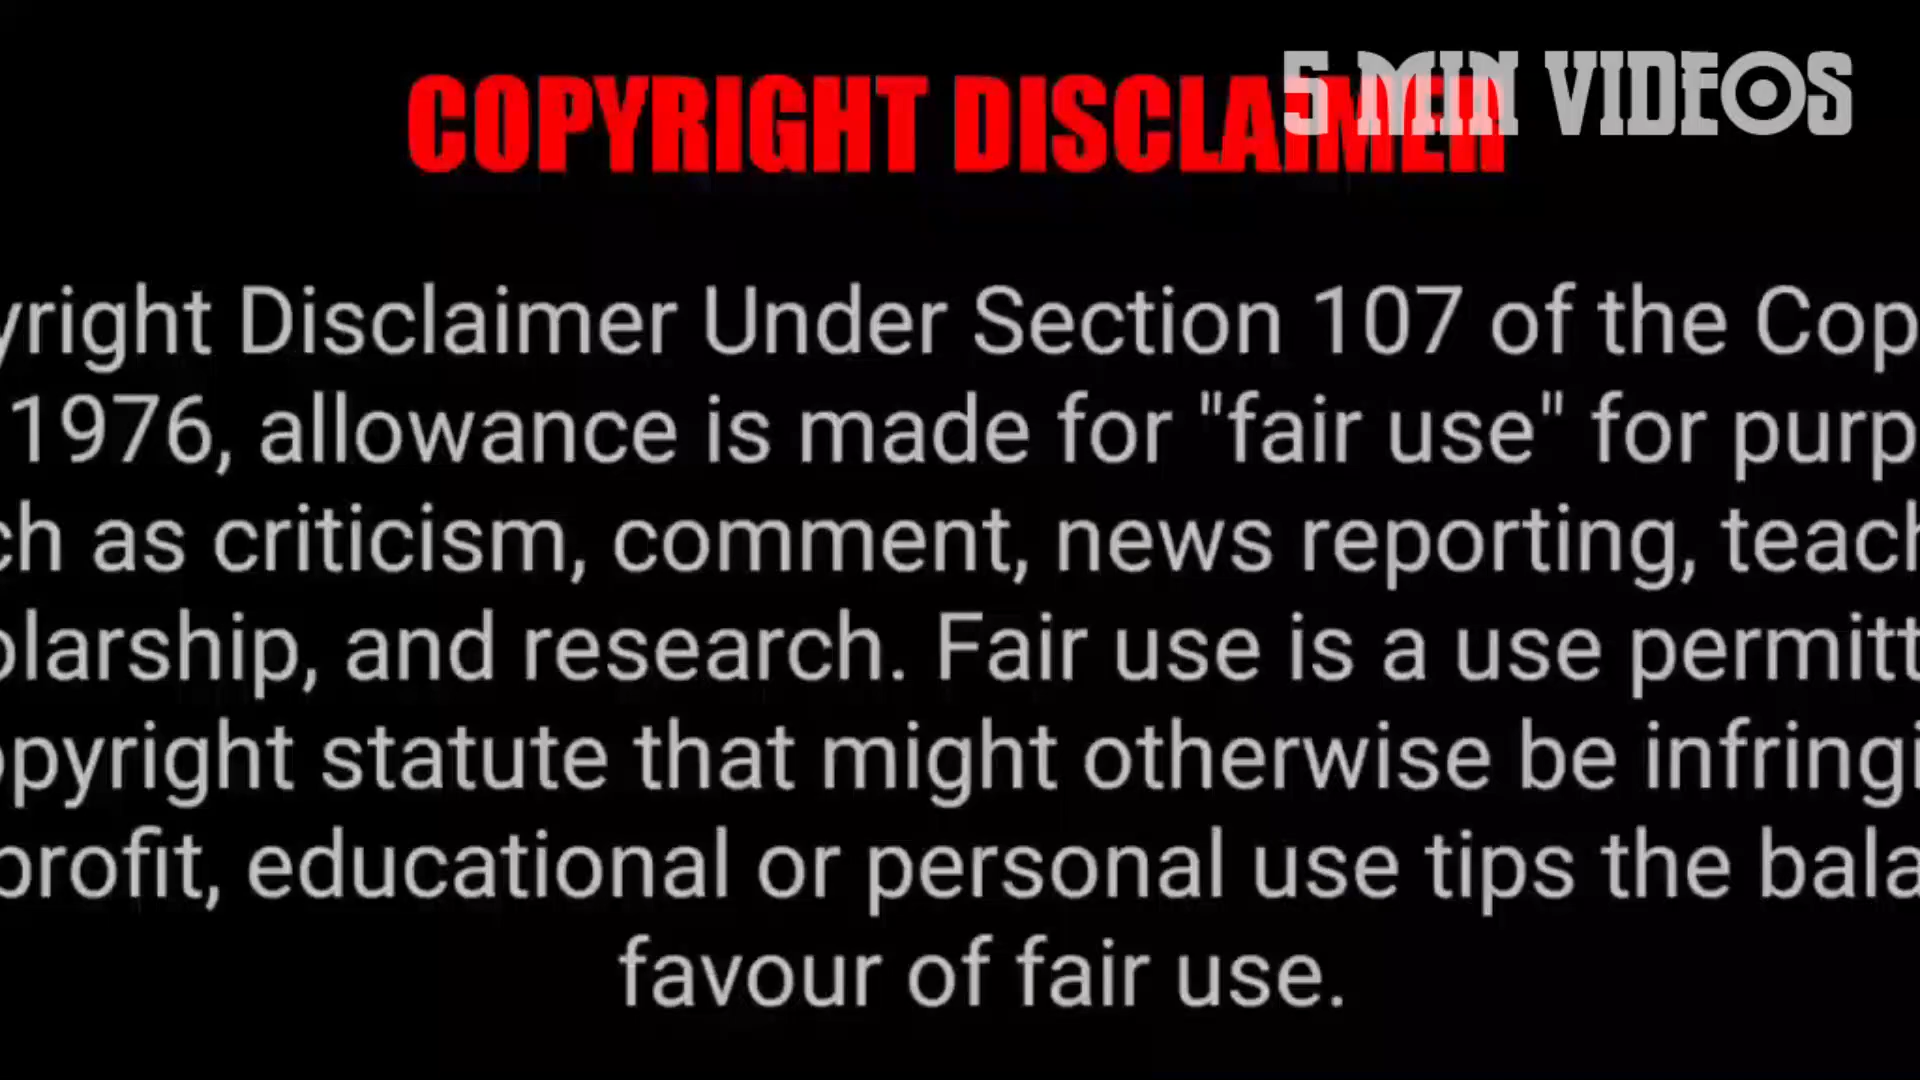 COPYRIGHT DISCLAIMER
5 MIN VIDEOS
yright Disclaimer Under Section 107 of the Cop
1976, allowance is made for "fair use" for purp
ch as criticism, comment, news reporting, teach
olarship, and research. Fair use is a use permitt
opyright statute that might otherwise be infringi
profit, educational or personal use tips the bala
favour of fair use.